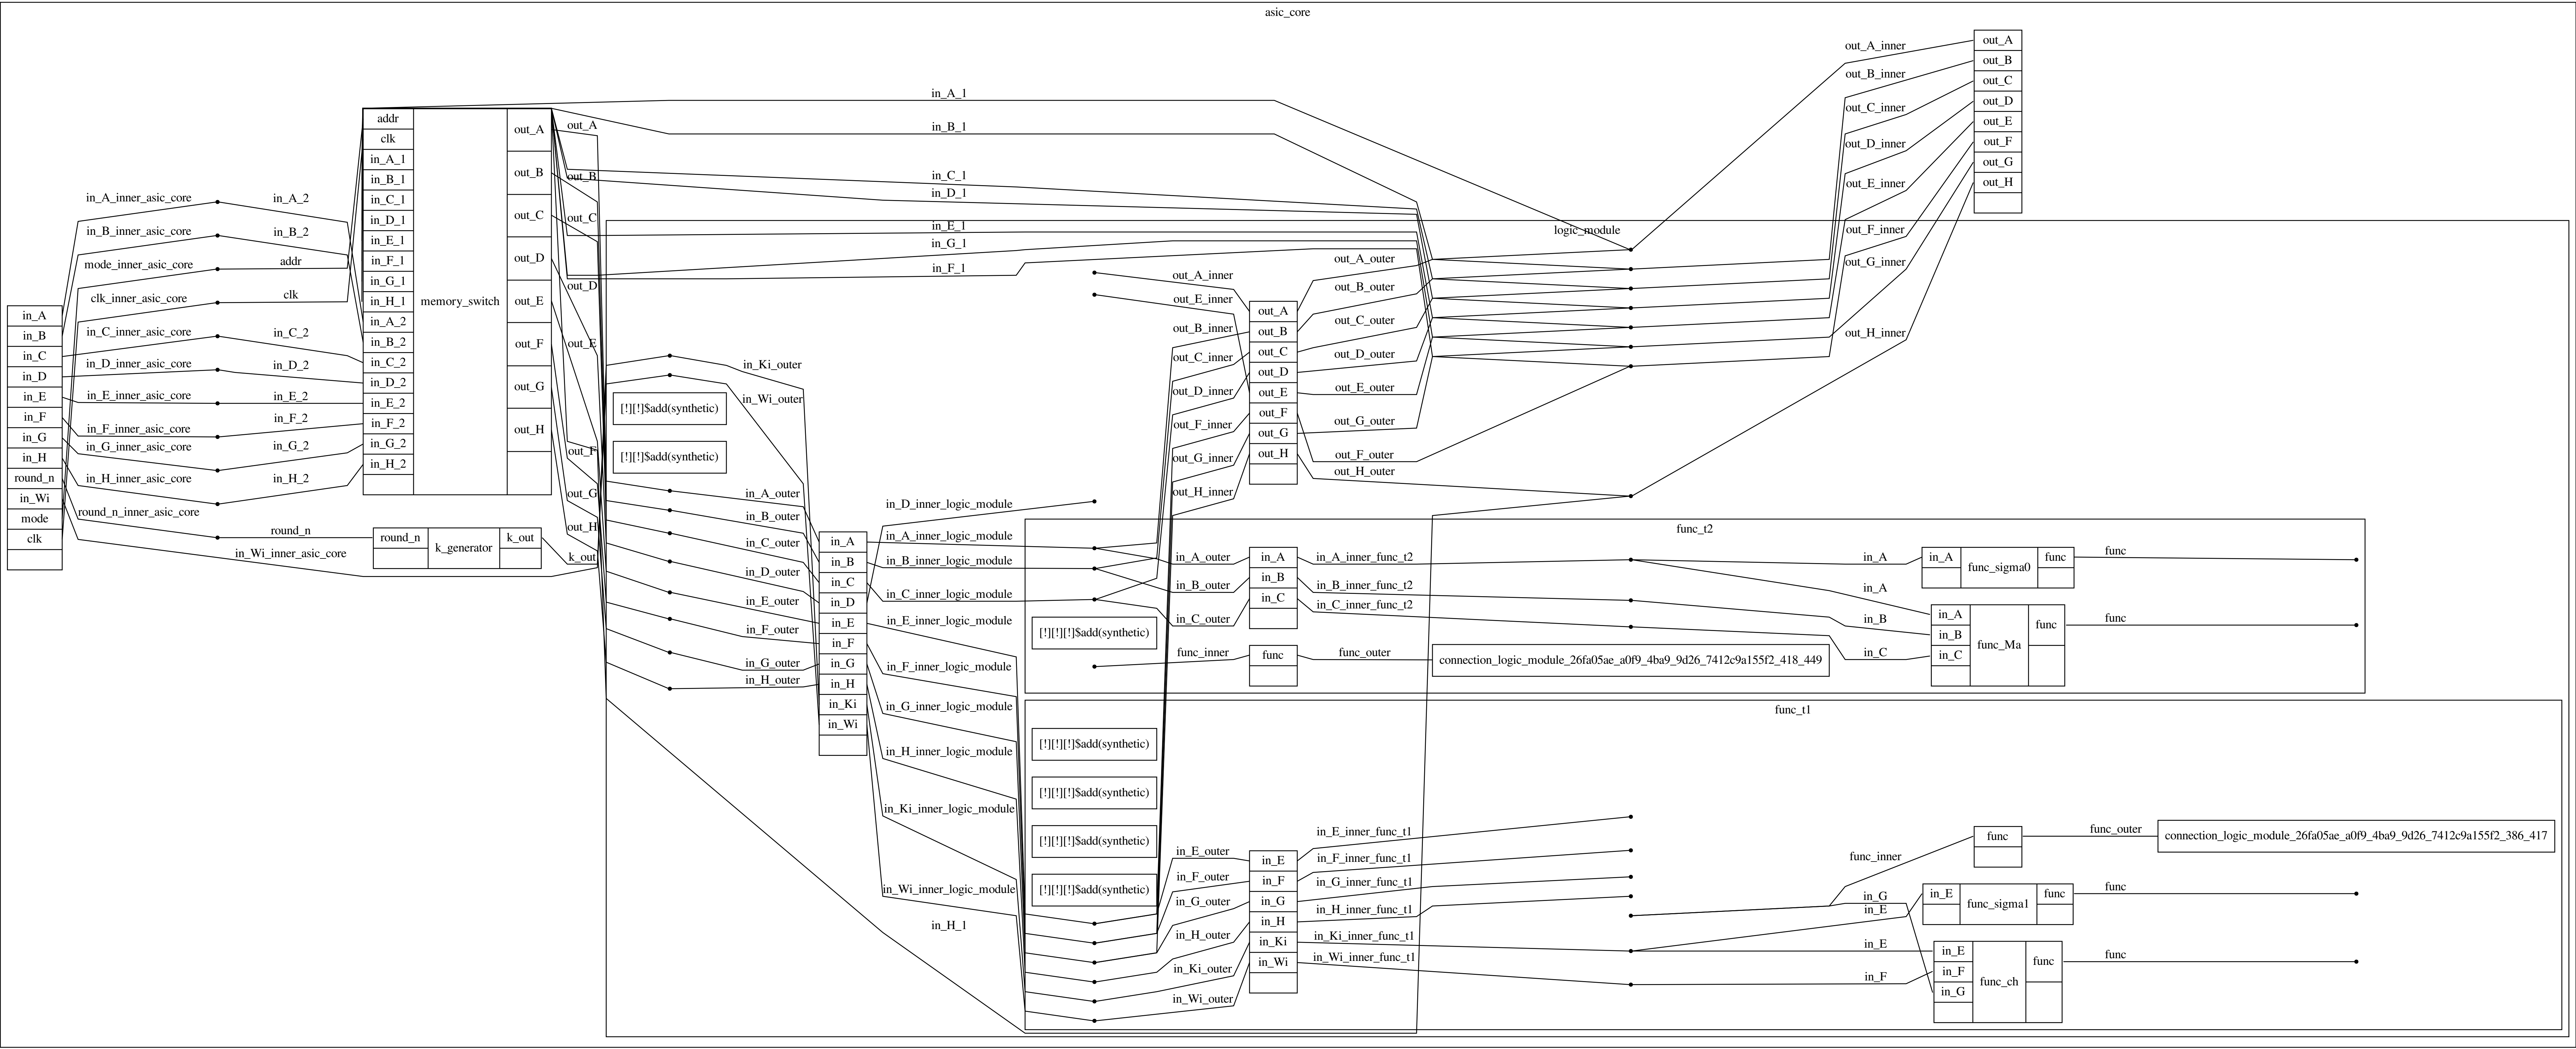 asic_core
in_A
in_B
in_C
in_D
in_E
in_F
in_G
in_H
round_n
in_Wi
mode
clk
in_A_inner_asic_core
in_B_inner_asic_core
mode_inner_asic_core
clk_inner_asic_core
in_C_inner_asic_core
in_D_inner_asic_core
in_E_inner_asic_core
in_F_inner_asic_core
in_G_inner_asic_core
in_H_inner_asic_core
round_n_inner_asic_core
in_Wi_inner_asic_core
in_A_2
in_B_2
addr
clk
in_C_2
in_D_2
in_E_2
in_F_2
in_G_2
in_H_2
round_n
addr
clk
in_A_1
in_B_1
in_C_1
in_D_1
in_E_1
in_F_1
in_G_1
in_H_1
in_A_2
in_B_2
in_C_2
in_D_2
in_E_2
in_F_2
in_G_2
in_H_2
memory_switch
out_A
out_B
out_C
out_D
out_E
out_F
out_G
out_H
round_n
k_generator
k_out
out_A
out_B
out_C
out_D
out_E
out_F
out_G
out_H
k_out
in_A_1
in_B_1
in_C_1
in_D_1
in_E_1
in_G_1
in_F_1
in_H_1
logic_module
[!][!]$add(synthetic)
[!][!]$add(synthetic)
in_Ki_outer
in_Wi_outer
in_A_outer
in_B_outer
in_C_outer
in_D_outer
in_E_outer
in_F_outer
in_G_outer
in_H_outer
in_A
in_B
in_C
in_D
in_E
in_F
in_G
in_H
in_Ki
in_Wi
in_D_inner_logic_module
in_A_inner_logic_module
in_B_inner_logic_module
in_C_inner_logic_module
in_E_inner_logic_module
in_F_inner_logic_module
in_G_inner_logic_module
in_H_inner_logic_module
in_Ki_inner_logic_module
in_Wi_inner_logic_module
out_A_inner
out_E_inner
out_B_inner
out_C_inner
out_D_inner
out_F_inner
out_G_inner
out_H_inner
out_A
out_B
out_C
out_D
out_E
out_F
out_G
out_H
out_A_outer
out_B_outer
out_C_outer
out_D_outer
out_E_outer
out_G_outer
out_F_outer
out_H_outer
out_A_inner
out_B_inner
out_C_inner
out_D_inner
out_E_inner
out_F_inner
out_G_inner
out_H_inner
out_A
out_B
out_C
out_D
out_E
out_F
out_G
out_H
func_t2
[!][!][!]$add(synthetic)
in_A_outer
in_B_outer
in_C_outer
func_inner
in_A
in_B
in_C
func
in_A_inner_func_t2
in_B_inner_func_t2
in_C_inner_func_t2
func_outer
connection_logic_module_26fa05ae_a0f9_4ba9_9d26_7412c9a155f2_418_449
in_A
in_A
in_B
in_C
in_A
func_sigma0
func
func
in_A
in_B
in_C
func_Ma
func
func
func_t1
[!][!][!]$add(synthetic)
[!][!][!]$add(synthetic)
[!][!][!]$add(synthetic)
[!][!][!]$add(synthetic)
in_E_outer
in_F_outer
in_G_outer
in_H_outer
in_Ki_outer
in_Wi_outer
in_E
in_F
in_G
in_H
in_Ki
in_Wi
in_E_inner_func_t1
in_F_inner_func_t1
in_G_inner_func_t1
in_H_inner_func_t1
in_Ki_inner_func_t1
in_Wi_inner_func_t1
func_inner
in_G
in_E
in_E
in_F
func
func_outer
connection_logic_module_26fa05ae_a0f9_4ba9_9d26_7412c9a155f2_386_417
in_E
func_sigma1
func
func
in_E
in_F
in_G
func_ch
func
func